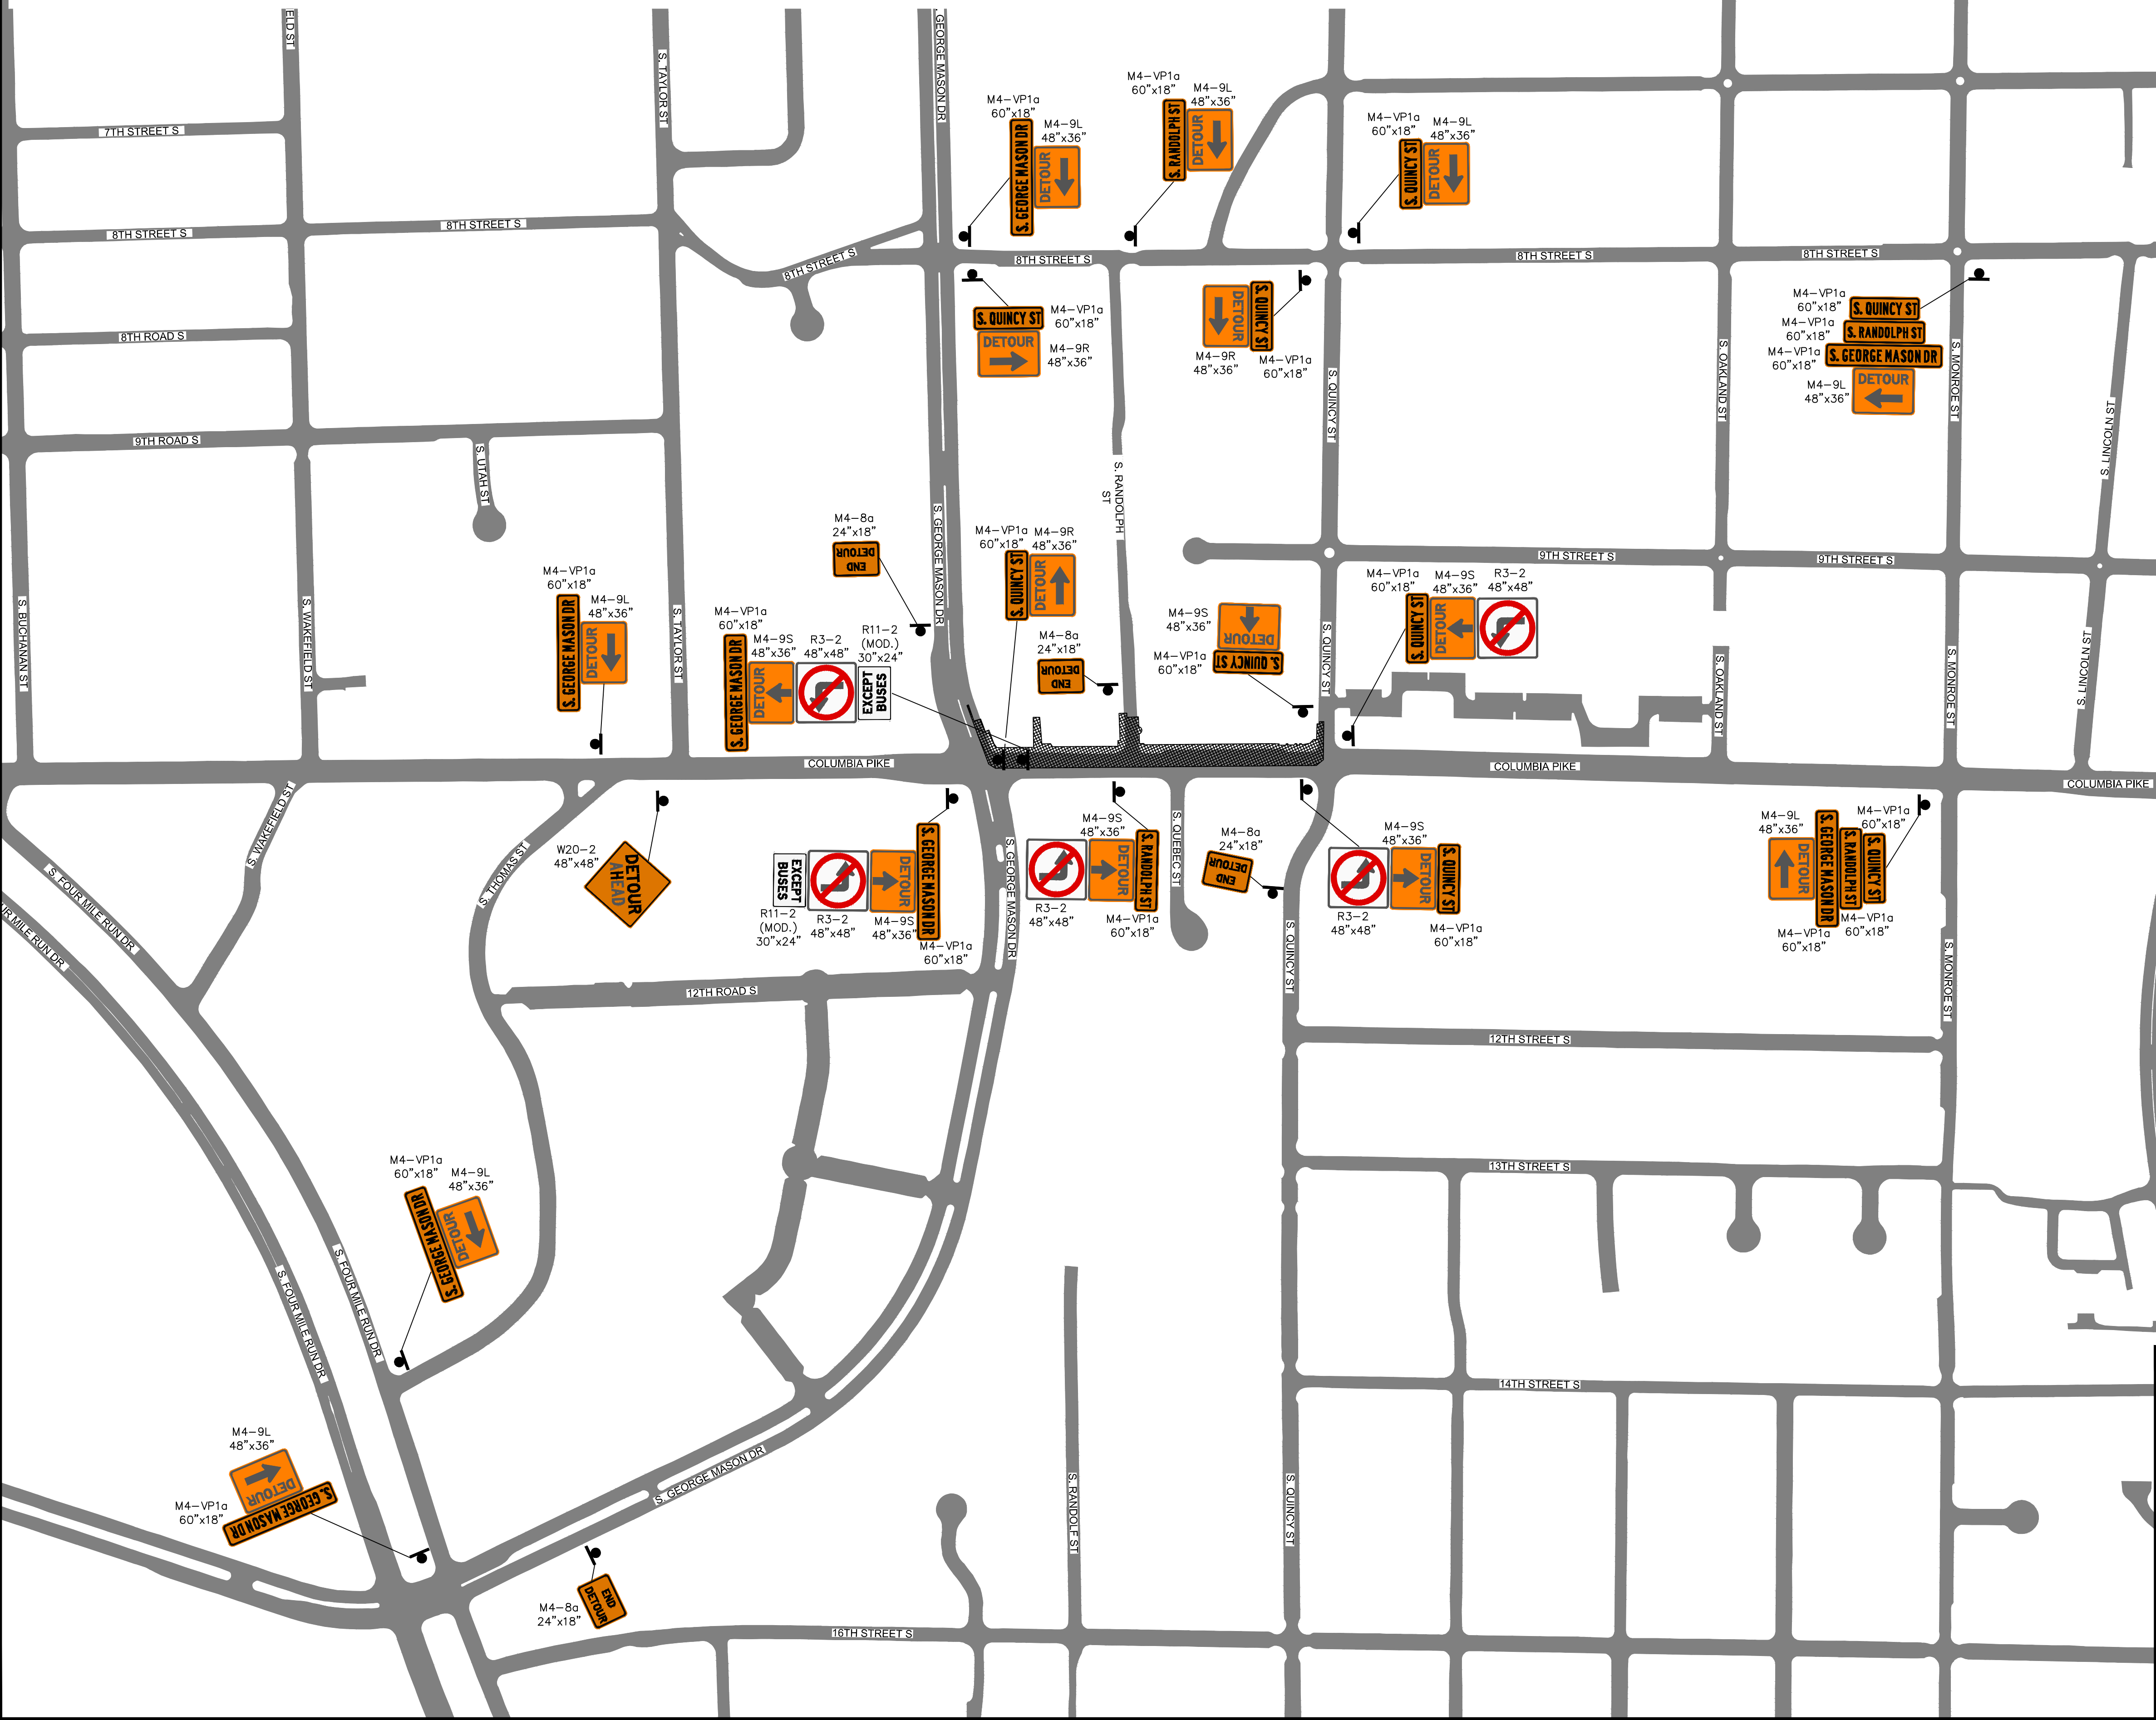 ELD ST
S. TAYLOR ST
. GEORGE MASON DR
7TH STREET S
8TH STREET S
8TH STREET S
8TH STREET S
8TH STREET S
8TH STREET S
8TH STREET S
8TH ROAD S
9TH ROAD S
M4-VP1a
60"x18"
S. GEORGE MASON DR
M4-9L
48"x36"
DETOUR
M4-VP1a
60"x18"
S. RANDOLPH ST
M4-9L
48"x36"
DETOUR
M4-VP1a
60"x18"
S. QUINCY ST
M4-9L
48"x36"
DETOUR
S. QUINCY ST
M4-VP1a
60"x18"
DETOUR
M4-9R
48"x36"
DETOUR
S. QUINCY ST
M4-9R
48"x36"
M4-VP1a
60"x18"
M4-VP1a
60"x18"
S. QUINCY ST
M4-VP1a
60"x18"
S. RANDOLPH ST
M4-VP1a
60"x18"
S. GEORGE MASON DR
M4-9L
48"x36"
DETOUR
S. QUINCY ST
S. OAKLAND ST
S. MONROE ST
S. LINCOLN ST
S. UTAH ST
S. GEORGE MASON DR
S. RANDOLPH
ST
9TH STREET S
9TH STREET S
S. BUCHANAN ST
S. WAKEFIELD ST
S. TAYLOR ST
M4-8a
24"x18"
END
DETOUR
M4-VP1a
60"x18"
S. QUINCY ST
M4-9R
48"x36"
DETOUR
M4-VP1a
60"x18"
S. GEORGE MASON DR
M4-9L
48"x36"
DETOUR
M4-VP1a
60"x18"
S. GEORGE MASON DR
M4-9S
48"x36"
DETOUR
R3-2
48"x48"
R11-2
(MOD.)
30"x24"
EXCEPT
BUSES
M4-8a
24"x18"
END
DETOUR
M4-9S
48"x36"
DETOUR
M4-VP1a
60"x18"
S. QUINCY ST
S. QUINCY ST
M4-VP1a
60"x18"
S. QUINCY ST
M4-9S
48"x36"
DETOUR
R3-2
48"x48"
S. OAKLAND ST
S. MONROE ST
S. LINCOLN ST
COLUMBIA PIKE
COLUMBIA PIKE
COLUMBIA PIKE
S. WAKEFIELD ST
S. THOMAS ST
W20-2
48"x48"
DETOUR
AHEAD
EXCEPT
BUSES
R11-2
(MOD.)
30"x24"
R3-2
48"x48"
DETOUR
M4-9S
48"x36"
S. GEORGE MASON DR
M4-VP1a
60"x18"
S. GEORGE MASON DR
R3-2
48"x48"
M4-9S
48"x36"
DETOUR
S. RANDOLPH ST
M4-VP1a
60"x18"
S. QUEBEC ST
M4-8a
24"x18"
END
DETOUR
S. QUINCY ST
R3-2
48"x48"
M4-9S
48"x36"
DETOUR
S. QUINCY ST
M4-VP1a
60"x18"
M4-9L
48"x36"
DETOUR
S. GEORGE MASON DR
M4-VP1a
60"x18"
S. RANDOLPH ST
M4-VP1a
60"x18"
M4-VP1a
60"x18"
S. QUINCY ST
S. MONROE ST
S. FOUR MILE RUN DR
UR MILE RUN DR
12TH ROAD S
12TH STREET S
13TH STREET S
14TH STREET S
M4-VP1a
60"x18"
S. GEORGE MASON DR
M4-9L
48"x36"
DETOUR
S. FOUR MILE RUN DR
S. FOUR MILE RUN DR
M4-9L
48"x36"
DETOUR
M4-VP1a
60"x18"
S. GEORGE MASON DR
S. GEORGE MASON DR
M4-8a
24"x18"
END
DETOUR
S. RANDOLF ST
S. QUINCY ST
16TH STREET S